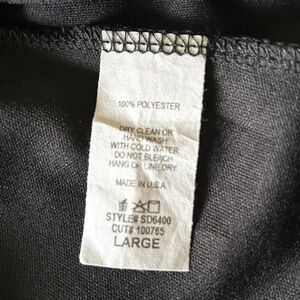 100% POLYESTER
DRY CLEAN OR
HAND WASH
WITH COLD WATER
DO NOT BLEACH
HANG OR LINE DRY
MADE IN U.S.A
STYLE# SD6400
CUT# 100765
LARGE